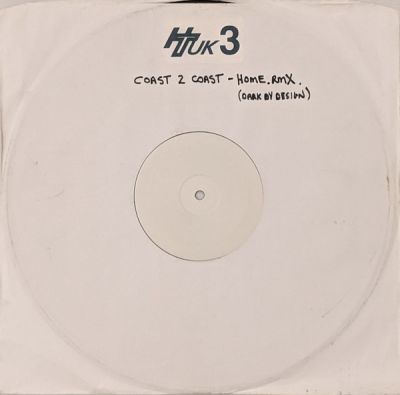 HTUK 3
COAST 2 COAST - HOME.RMX.
(DARK BY DESIGN)